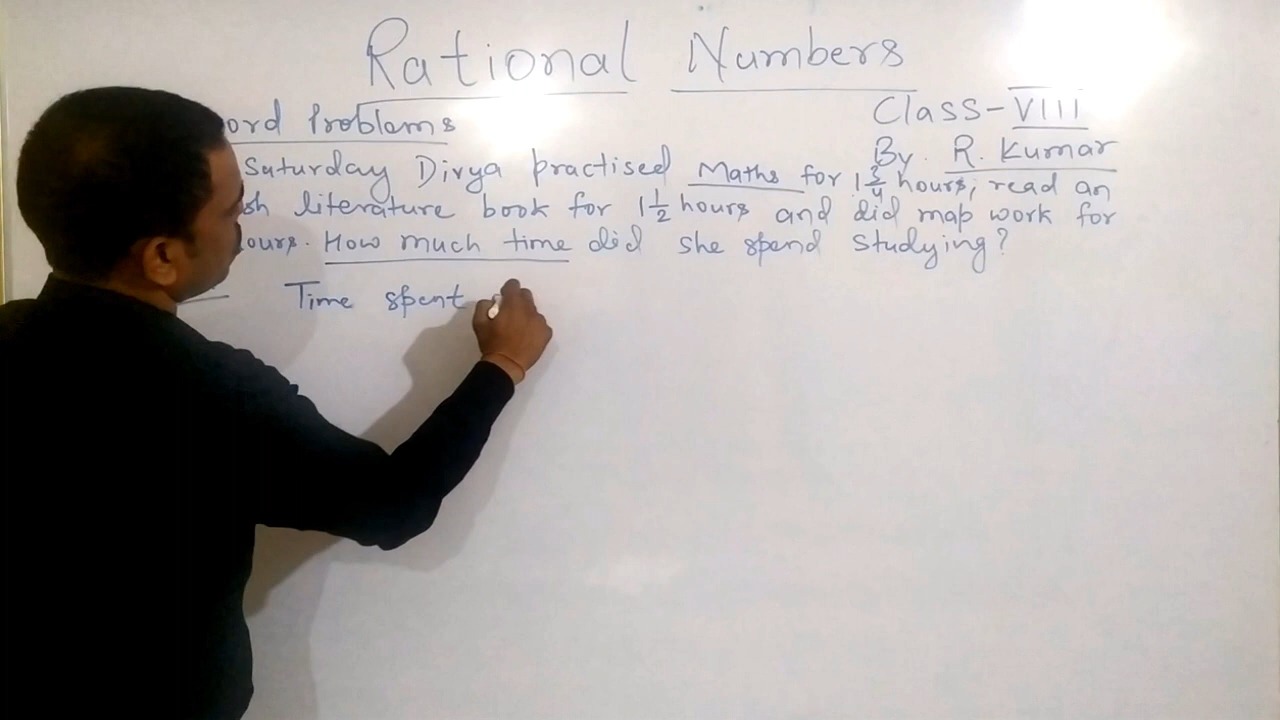 Rational Numbers
Class-VIII
ord Problems
By. R. Kumar
Saturday Divya practised Maths for 1 3/4 hours, read an
sh literature book for 1 1/2 hours and did map work for
ours. How much time did she spend studying?
Time spent